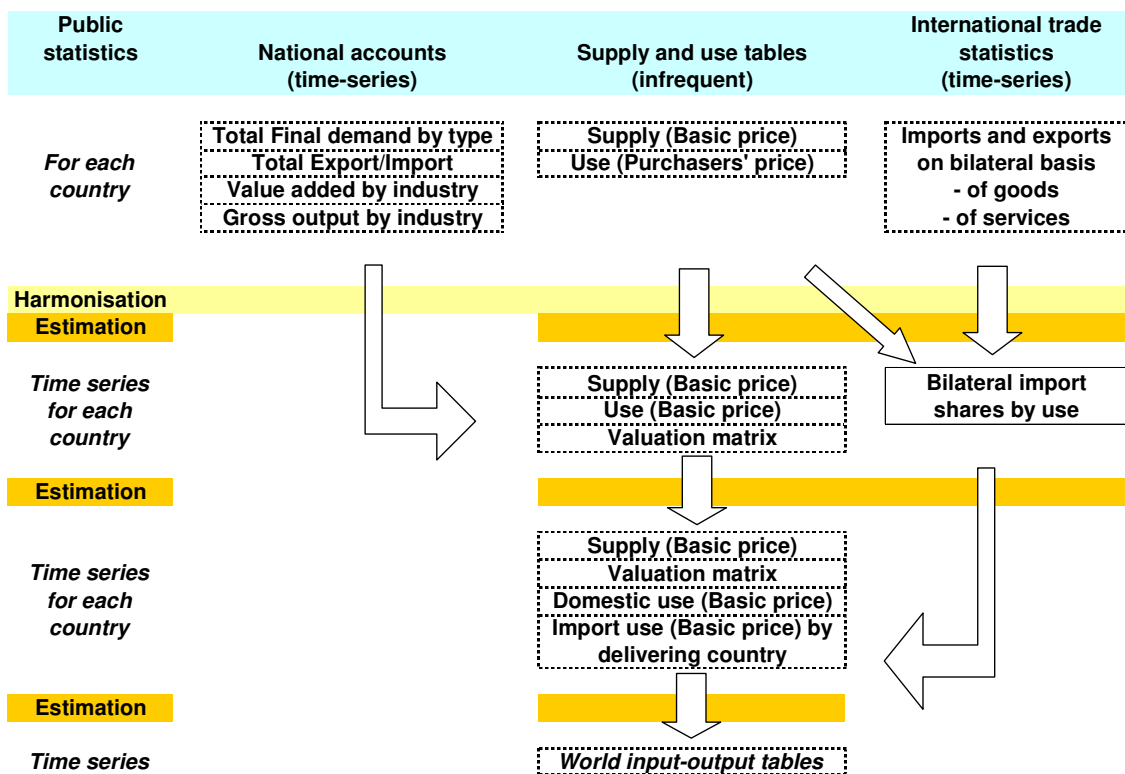 Public
statistics
National accounts
(time-series)
Supply and use tables
(infrequent)
International trade
statistics
(time-series)
For each
country
Total Final demand by type
Total Export/Import
Value added by industry
Gross output by industry
Supply (Basic price)
Use (Purchasers' price)
Imports and exports
on bilateral basis
- of goods
- of services
Harmonisation
Estimation
Time series
for each
country
Supply (Basic price)
Use (Basic price)
Valuation matrix
Bilateral import
shares by use
Estimation
Time series
for each
country
Supply (Basic price)
Valuation matrix
Domestic use (Basic price)
Import use (Basic price) by
delivering country
Estimation
Time series
World input-output tables